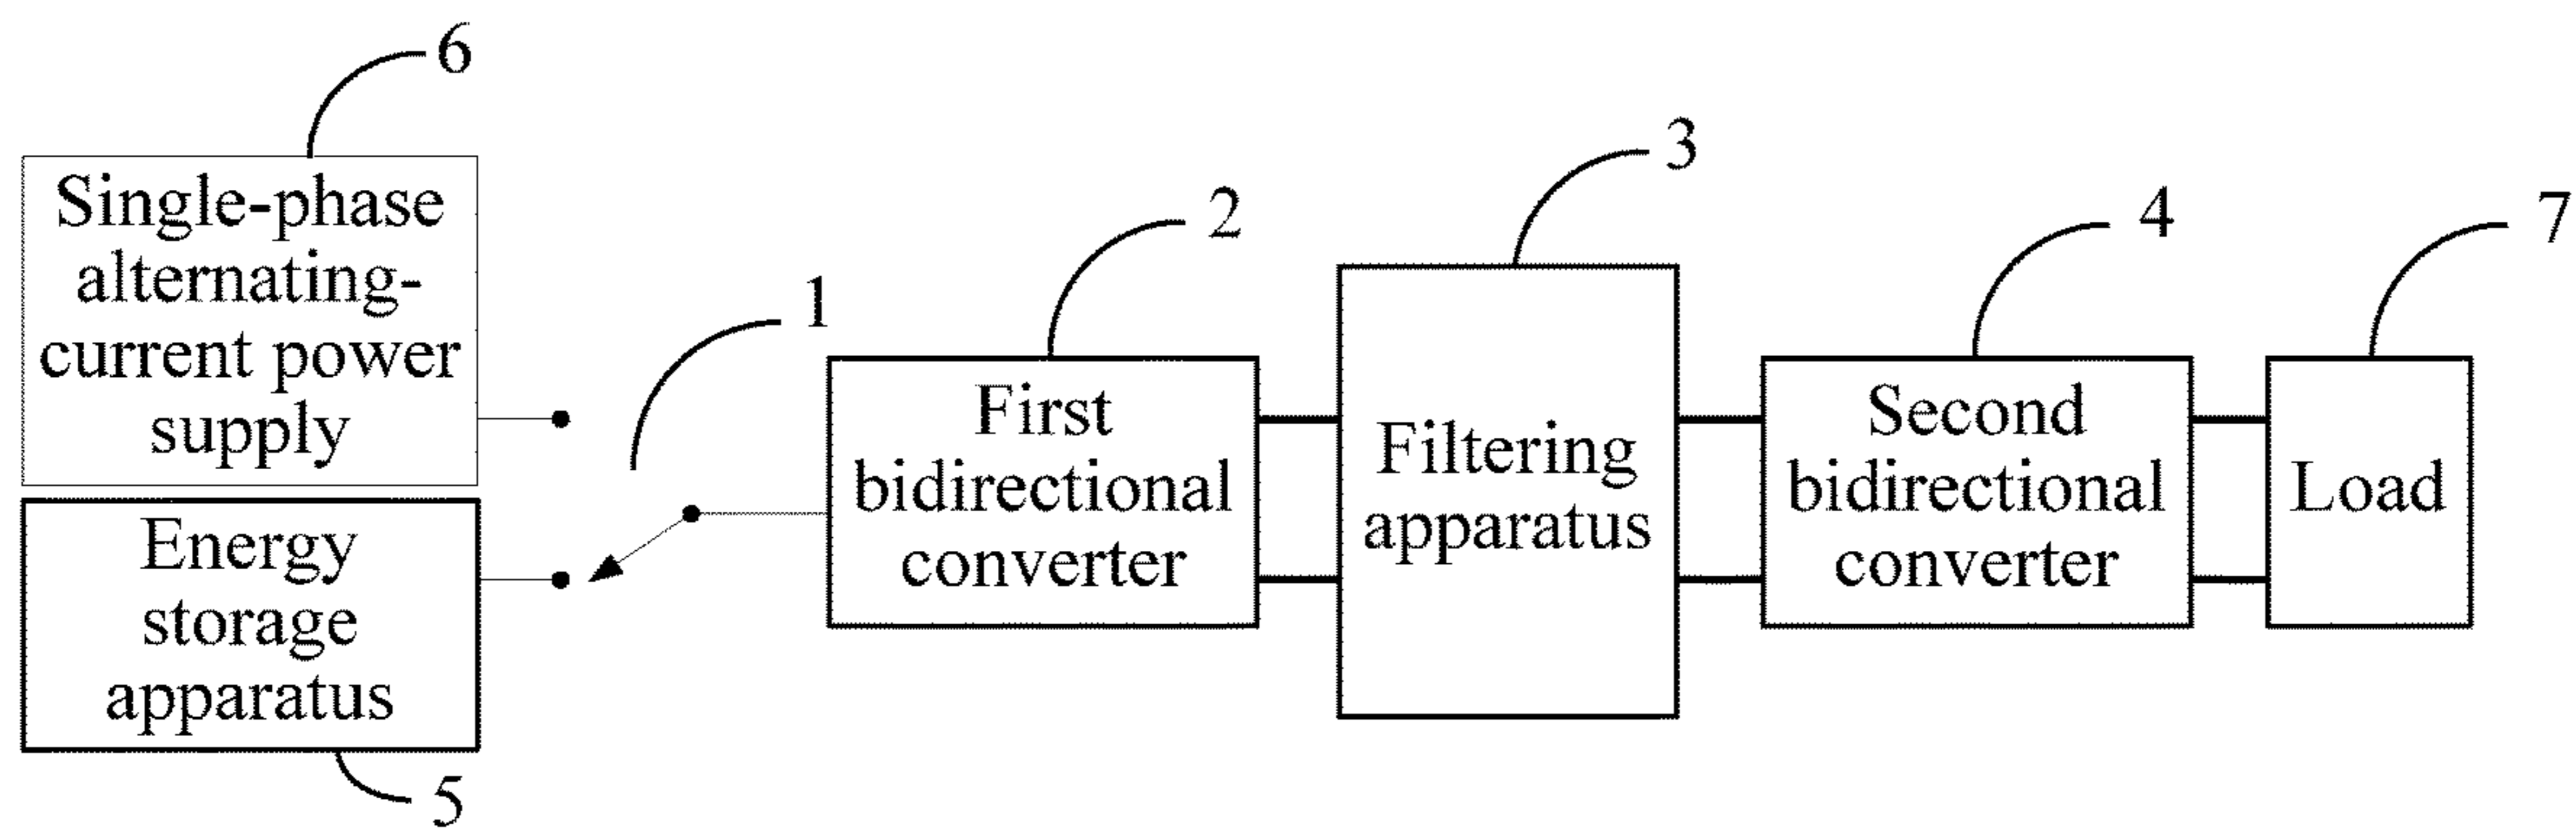 6
Single-phase
alternating-
current power
supply
1
2
First
bidirectional
converter
3
Filtering
apparatus
4
Second
bidirectional
converter
7
Load
Energy
storage
apparatus
5